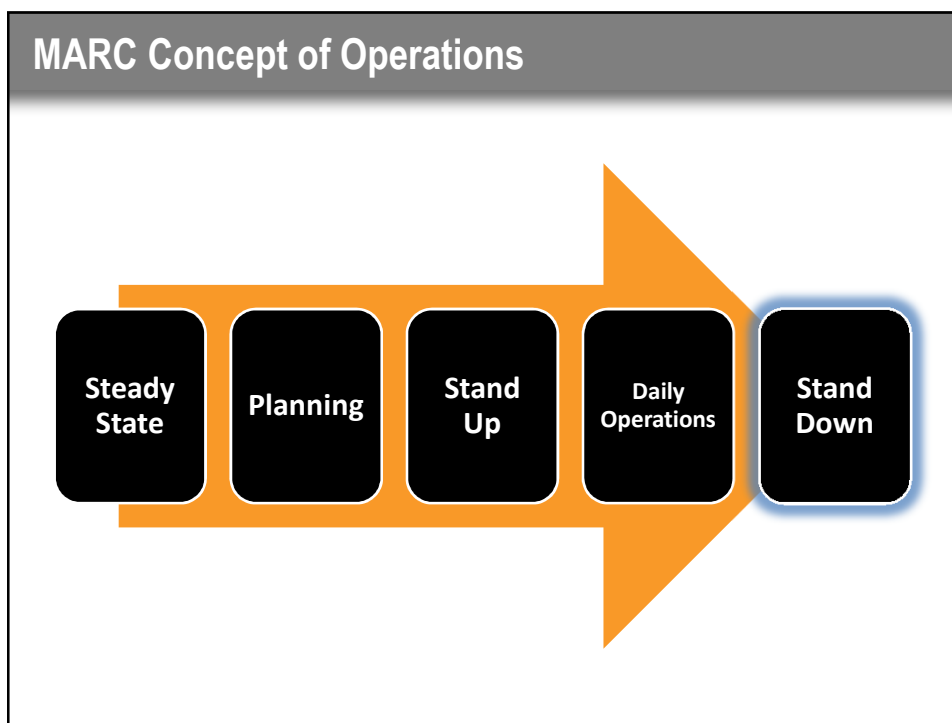 MARC Concept of Operations
Steady
State
Planning
Stand
Up
Daily
Operations
Stand
Down